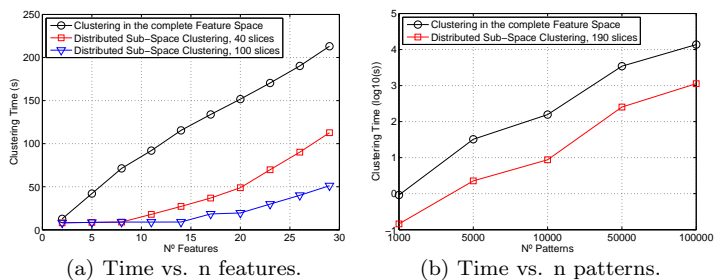 Clustering in the complete Feature Space
Distributed Sub-Space Clustering, 40 slices
Distributed Sub-Space Clustering, 100 slices
250
200
150
100
50
0
Clustering Time (s)
0 5 10 15 20 25 30
Nº Features
(a) Time vs. n features.
Clustering in the complete Feature Space
Distributed Sub-Space Clustering, 190 slices
5
4
3
2
1
0
-1
Clustering Time (log10(s))
1000 5000 10000 50000 100000
Nº Patterns
(b) Time vs. n patterns.